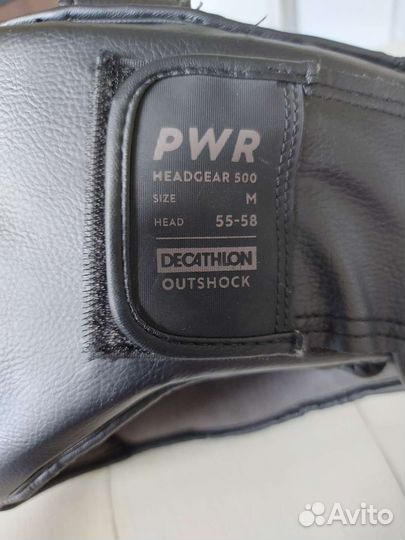 PWR
HEADGEAR 500
SIZE M
HEAD 55-58
DECATHLON
OUTSHOCK
Avito